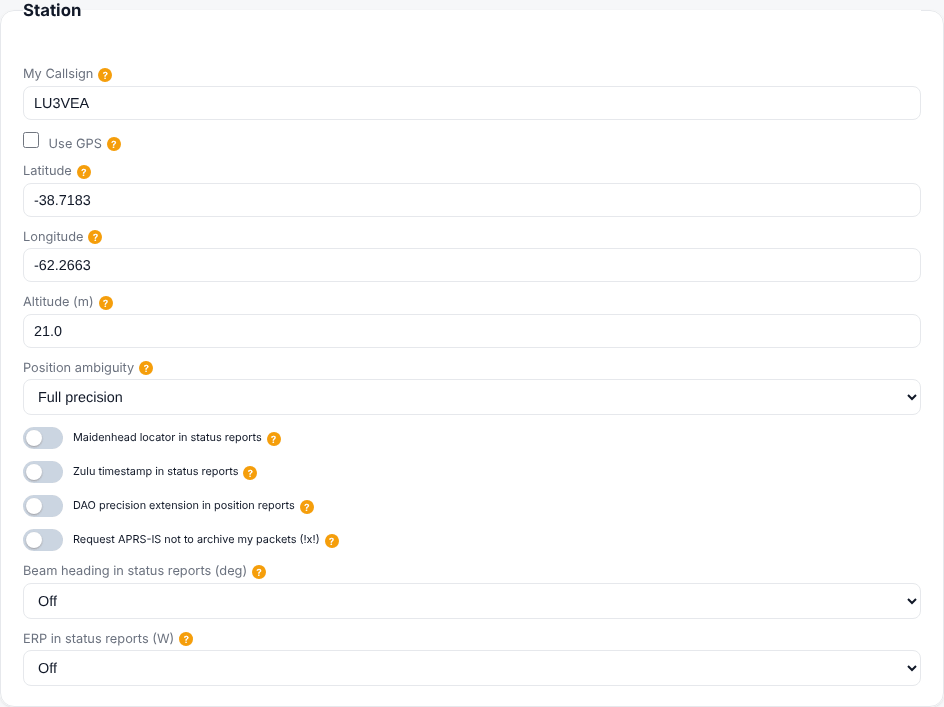 Station
My Callsign ?
LU3VEA
Use GPS ?
Latitude ?
-38.7183
Longitude ?
-62.2663
Altitude (m) ?
21.0
Position ambiguity ?
Full precision
Maidenhead locator in status reports ?
Zulu timestamp in status reports ?
DAO precision extension in position reports ?
Request APRS-IS not to archive my packets (!x!) ?
Beam heading in status reports (deg) ?
Off
ERP in status reports (W) ?
Off